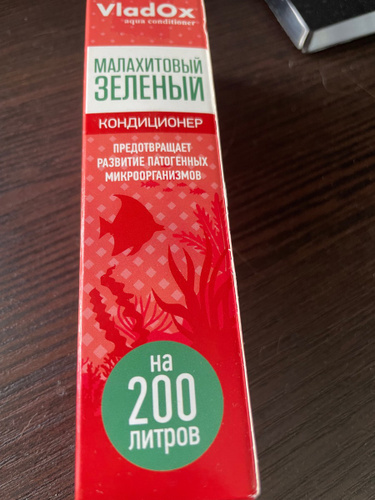 VladOx
aqua conditioner
МАЛАХИТОВЫЙ
ЗЕЛЕНЫЙ
КОНДИЦИОНЕР
ПРЕДОТВРАЩАЕТ
РАЗВИТИЕ ПАТОГЕННЫХ
МИКРООРГАНИЗМОВ
на
200
ЛИТРОВ